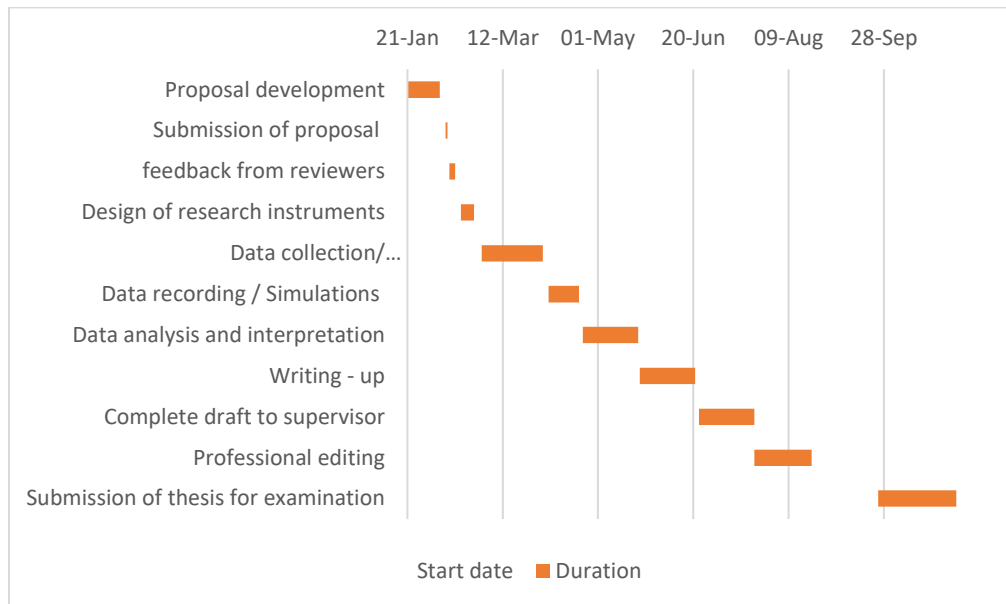 21-Jan 12-Mar 01-May 20-Jun 09-Aug 28-Sep
Proposal development
Submission of proposal
feedback from reviewers
Design of research instruments
Data collection/...
Data recording / Simulations
Data analysis and interpretation
Writing - up
Complete draft to supervisor
Professional editing
Submission of thesis for examination
Start date Duration